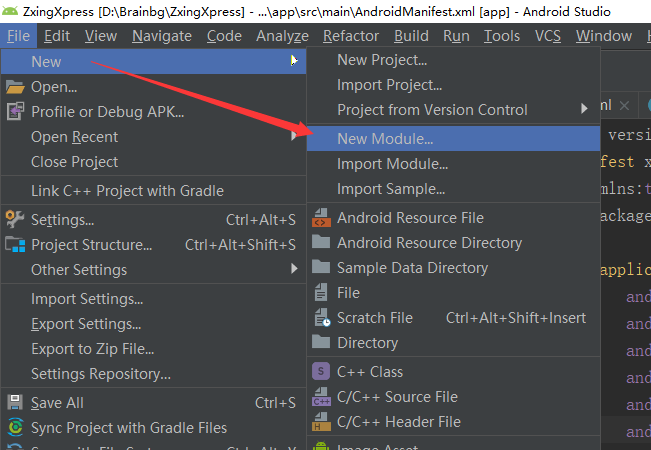 ZxingXpress [D:\Brainbg\ZxingXpress] - ...\app\src\main\AndroidManifest.xml [app] - Android Studio
File Edit View Navigate Code Analyze Refactor Build Run Tools VCS Window
New
Open...
Profile or Debug APK...
Open Recent
Close Project
Link C++ Project with Gradle
Settings... Ctrl+Alt+S
Project Structure... Ctrl+Alt+Shift+S
Other Settings
Import Settings...
Export Settings...
Export to Zip File...
Settings Repository...
Save All Ctrl+S
Sync Project with Gradle Files
New Project...
Import Project...
Project from Version Control
New Module...
Import Module...
Import Sample...
Android Resource File
Android Resource Directory
Sample Data Directory
File
Scratch File Ctrl+Alt+Shift+Insert
Directory
S C++ Class
C++ C/C++ Source File
H C/C++ Header File
Image Asset
ml
versi
fest x
mlns:t
package
applic
and
and
and
and
and
and